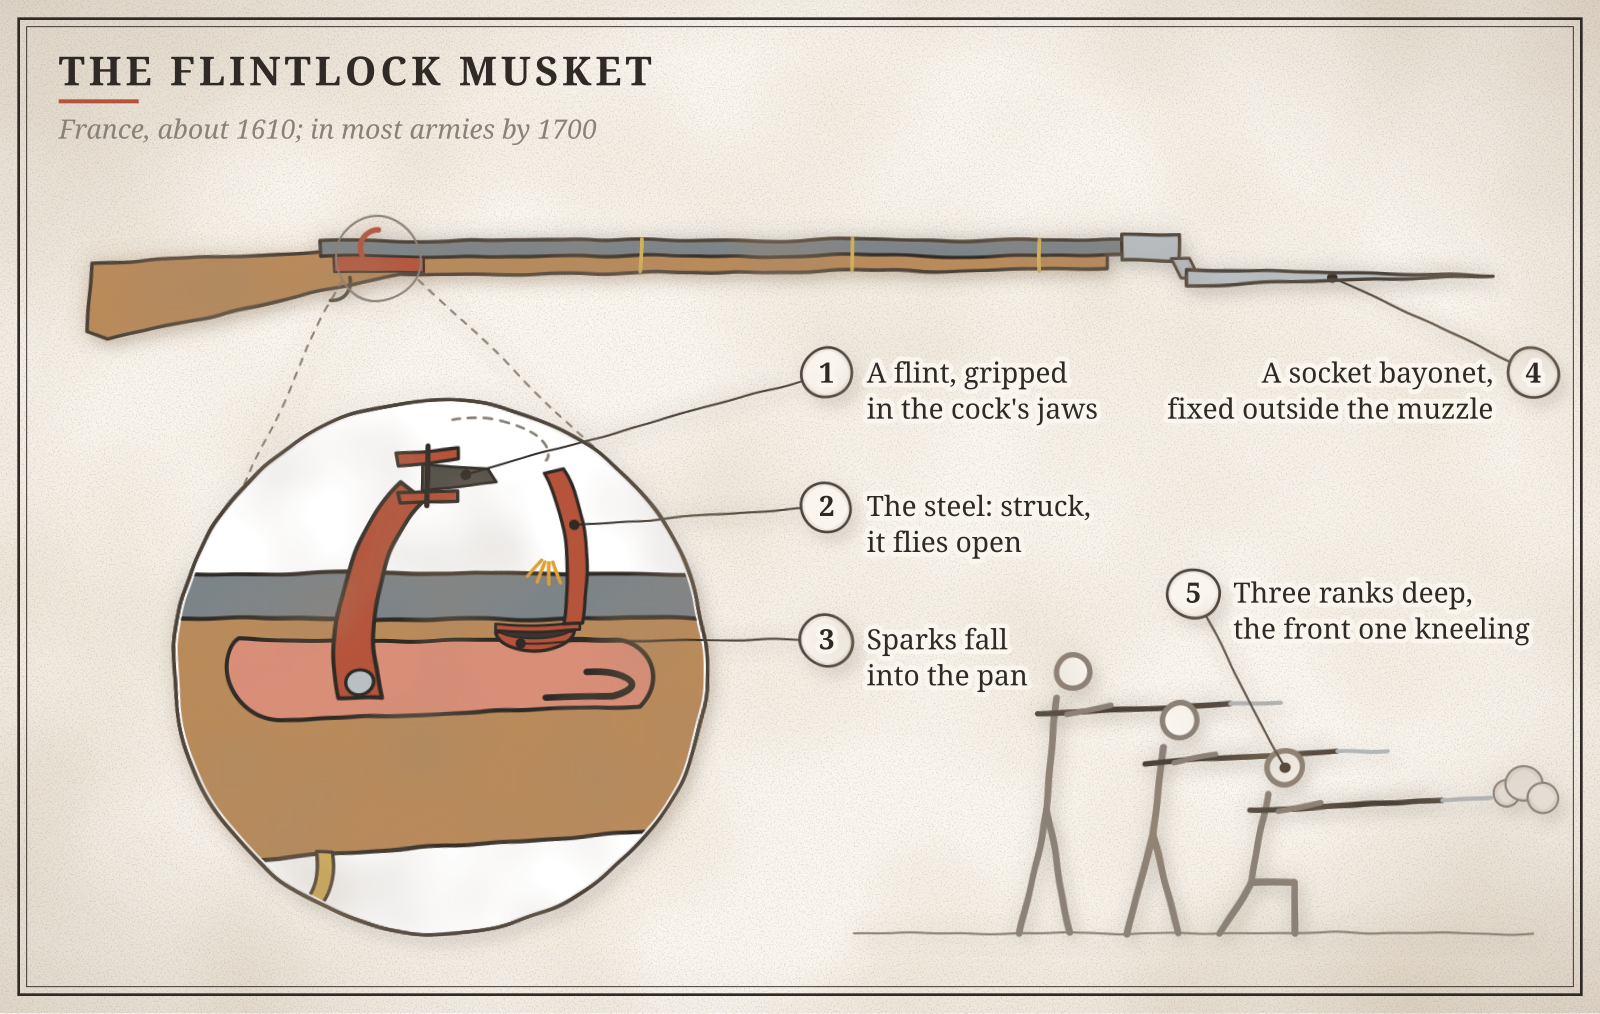 THE FLINTLOCK MUSKET
France, about 1610; in most armies by 1700
1
A flint, gripped
in the cock's jaws
A socket bayonet,
fixed outside the muzzle
4
2
The steel: struck,
it flies open
5
Three ranks deep,
the front one kneeling
3
Sparks fall
into the pan